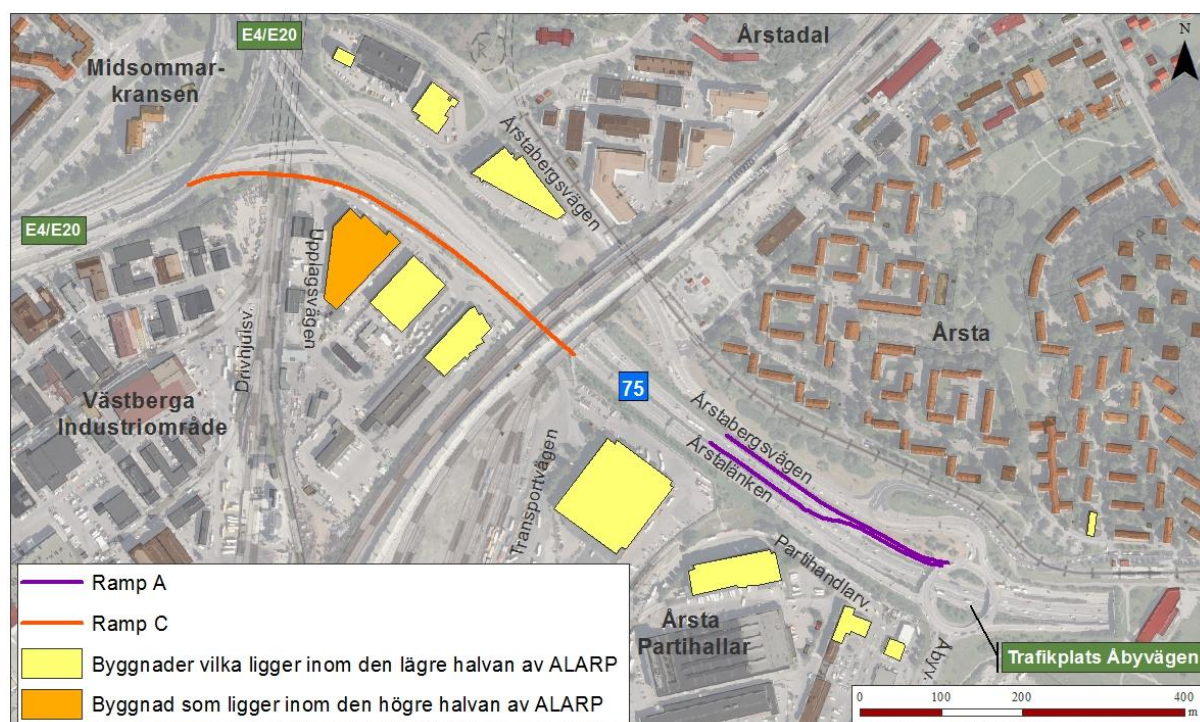 E4/E20
N
Årstadal
Midsommar-
kransen
Årstabergsvägen
E4/E20
Upplagsvägen
Drivhjulsv.
Årsta
75
Västberga
Industriområde
Årstabergsvägen
Årstalänken
Transportvägen
Partihandlarv.
Årsta
Partihallar
Åbyv.
Trafikplats Åbyvägen
Ramp A
Ramp C
Byggnader vilka ligger inom den lägre halvan av ALARP
Byggnad som ligger inom den högre halvan av ALARP
0 100 200 400
m